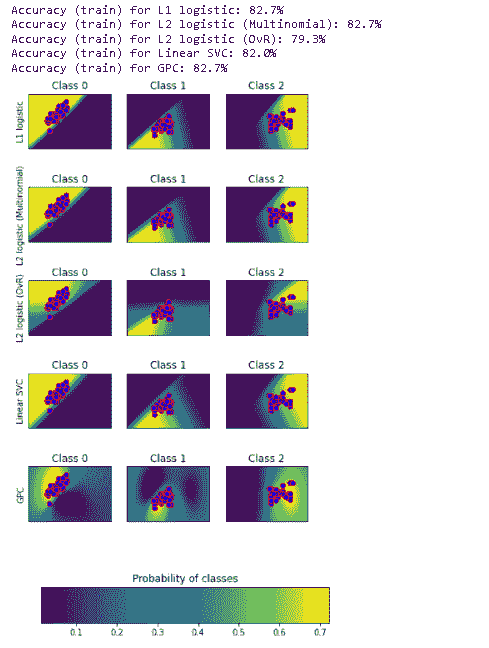 Accuracy (train) for L1 logistic: 82.7%
Accuracy (train) for L2 logistic (Multinomial): 82.7%
Accuracy (train) for L2 logistic (OvR): 79.3%
Accuracy (train) for Linear SVC: 82.0%
Accuracy (train) for GPC: 82.7%
Class 0 Class 1 Class 2
L1 logistic
Class 0 Class 1 Class 2
L2 logistic (Multinomial)
Class 0 Class 1 Class 2
L2 logistic (OvR)
Class 0 Class 1 Class 2
Linear SVC
Class 0 Class 1 Class 2
GPC
Probability of classes
0.1 0.2 0.3 0.4 0.5 0.6 0.7